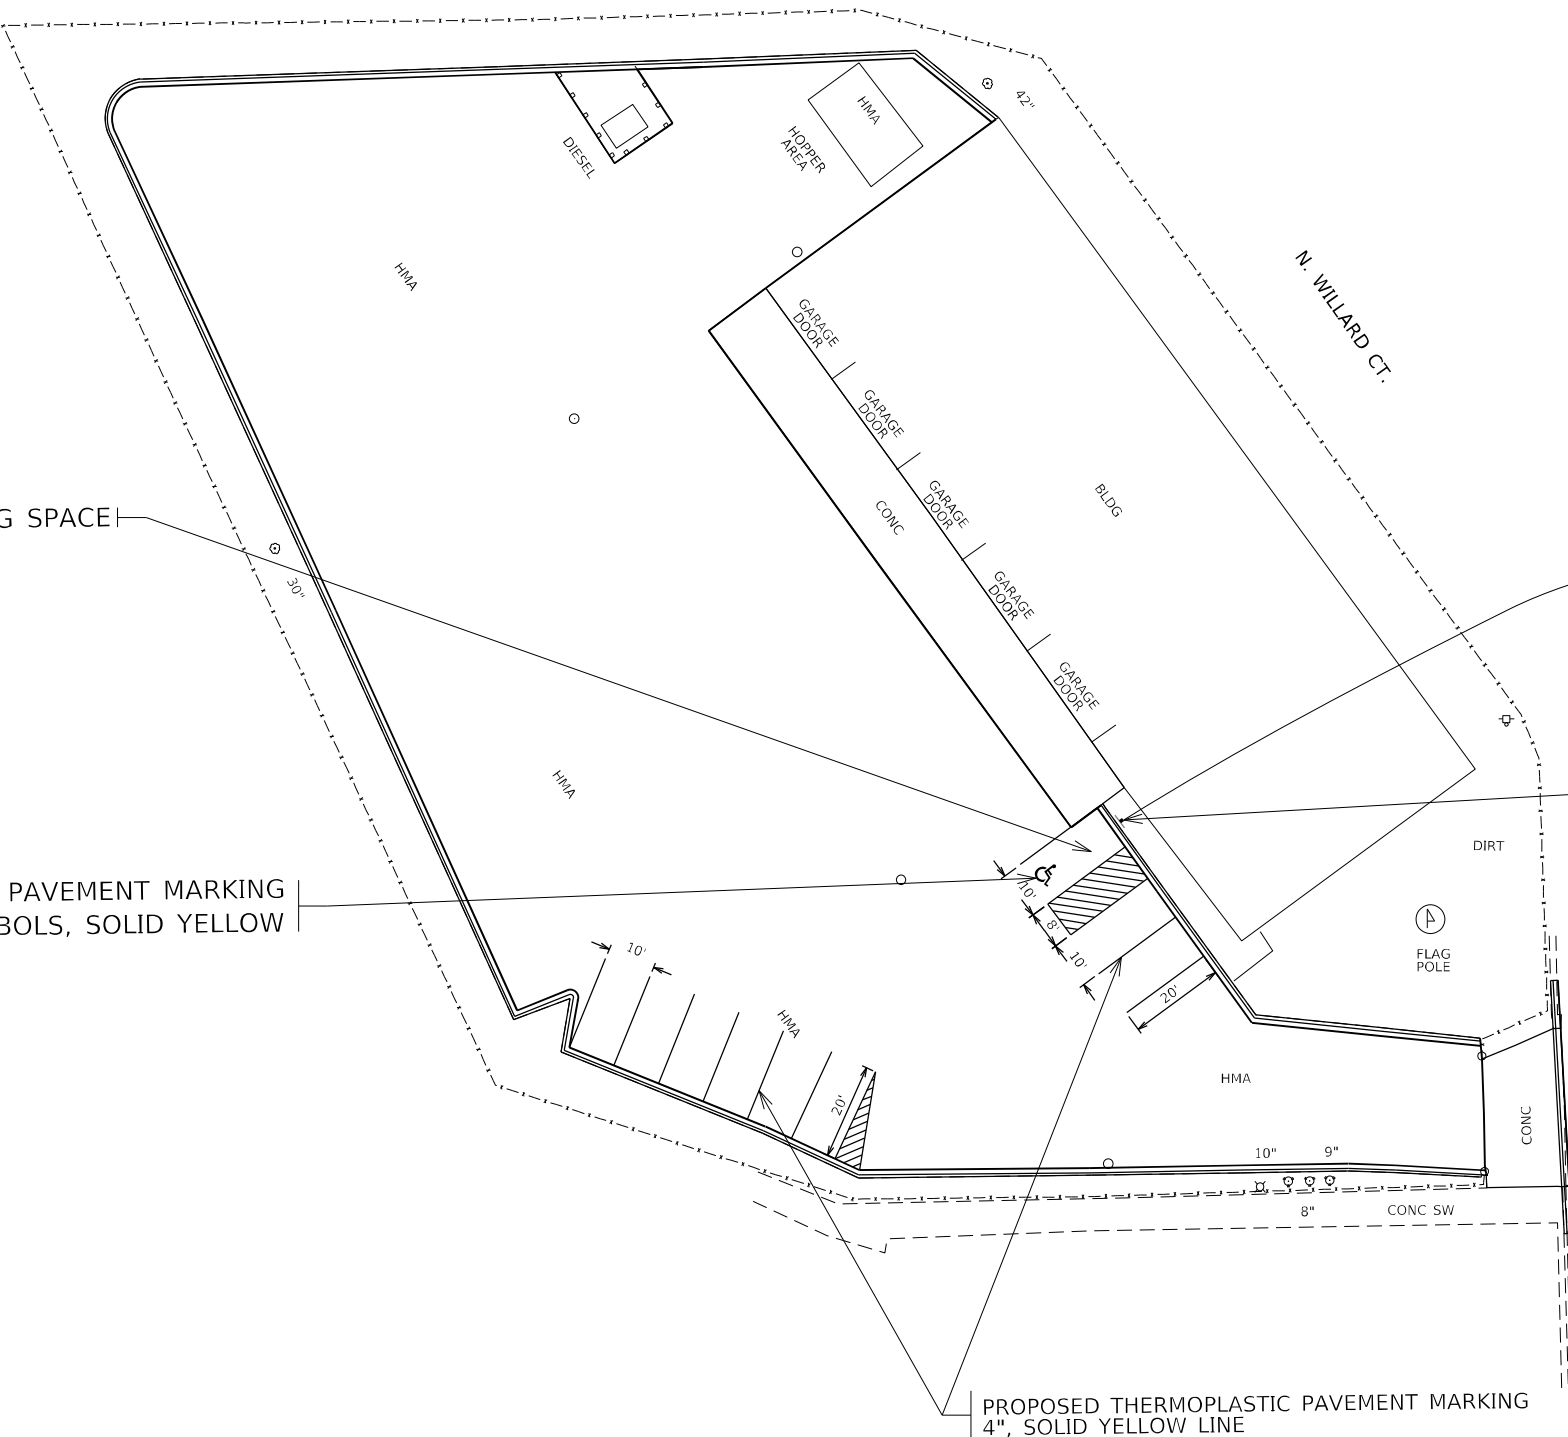 42"
HMA
HOPPER
AREA
DIESEL
HMA
N. WILLARD CT.
GARAGE
DOOR
GARAGE
DOOR
GARAGE
DOOR
GARAGE
DOOR
GARAGE
DOOR
CONC
BLDG
G SPACE
30"
HMA
DIRT
FLAG
POLE
PAVEMENT MARKING
BOLS, SOLID YELLOW
10'
8'
10'
20'
10'
HMA
20'
HMA
CONC
10"
9"
8"
CONC SW
PROPOSED THERMOPLASTIC PAVEMENT MARKING
4", SOLID YELLOW LINE